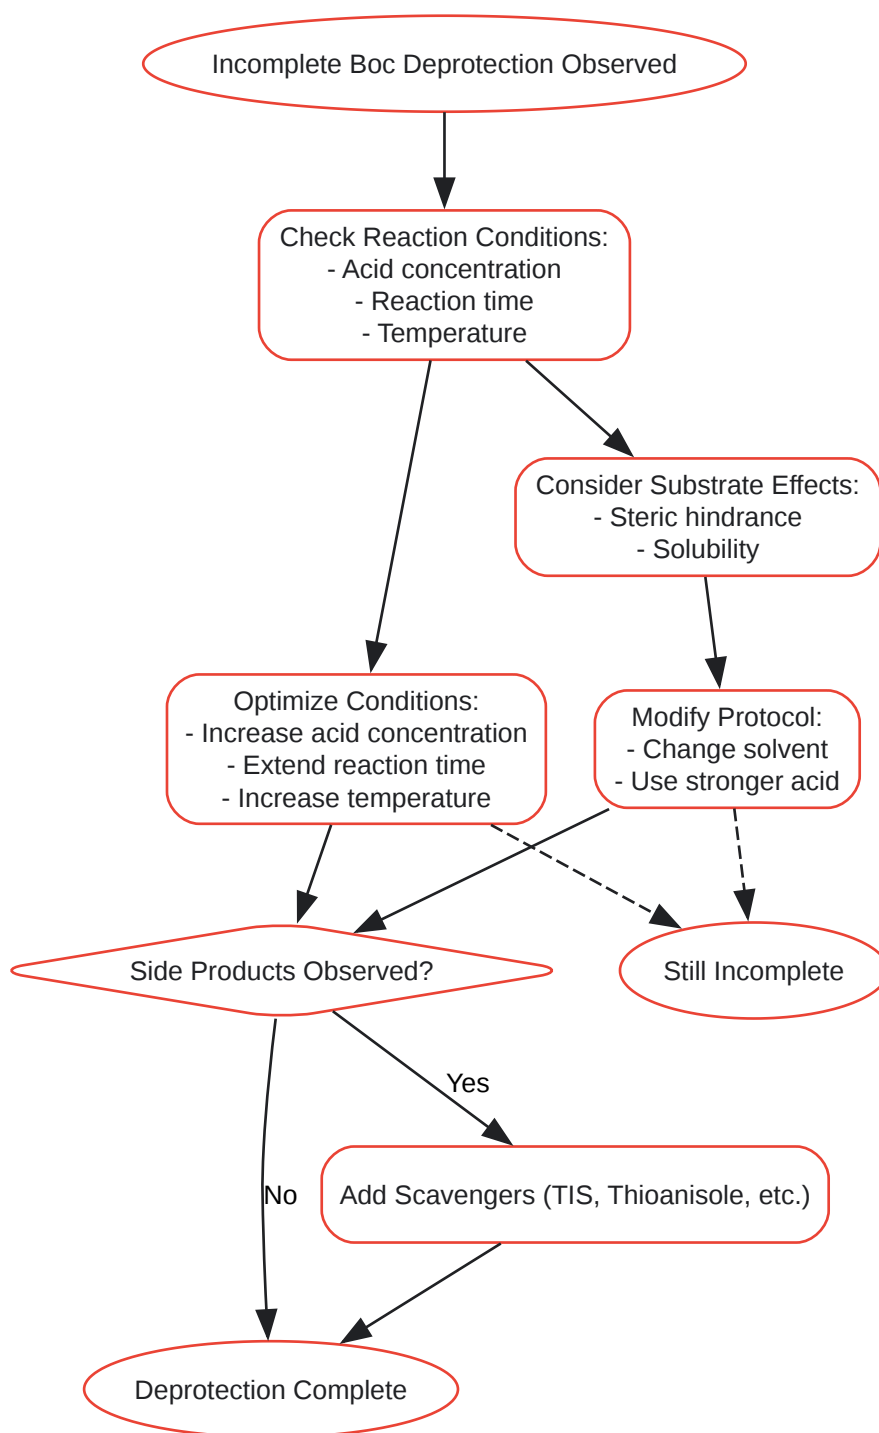 Incomplete Boc Deprotection Observed
Check Reaction Conditions:
- Acid concentration
- Reaction time
- Temperature
Consider Substrate Effects:
- Steric hindrance
- Solubility
Optimize Conditions:
- Increase acid concentration
- Extend reaction time
- Increase temperature
Modify Protocol:
- Change solvent
- Use stronger acid
Side Products Observed?
Still Incomplete
Yes
No
Add Scavengers (TIS, Thioanisole, etc.)
Deprotection Complete